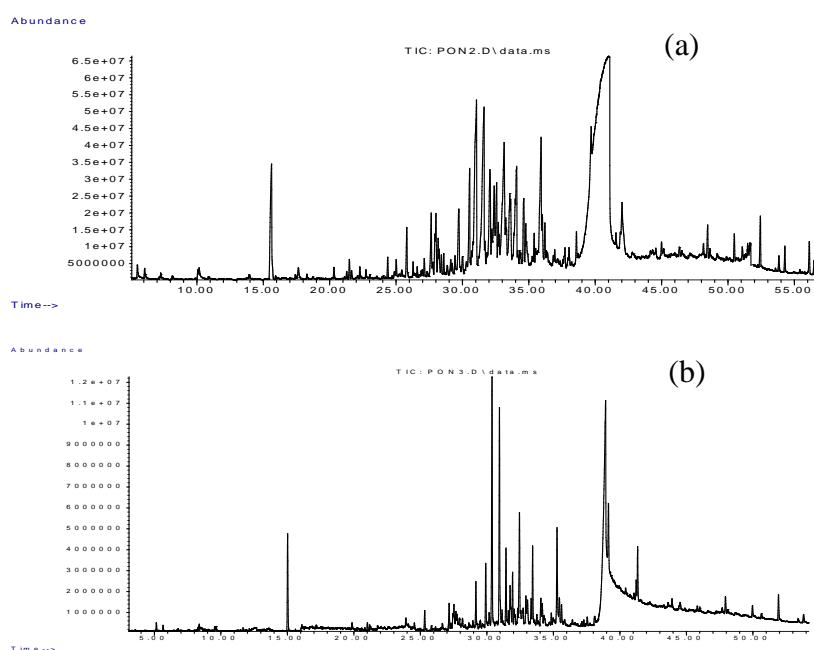 Abundance
TIC: PON2.D\data.ms
(a)
6.5e+07
6e+07
5.5e+07
5e+07
4.5e+07
4e+07
3.5e+07
3e+07
2.5e+07
2e+07
1.5e+07
1e+07
5000000
10.00 15.00 20.00 25.00 30.00 35.00 40.00 45.00 50.00 55.00
Time-->
Abundance
TIC: PON3.D\data.ms
(b)
1.2e+07
1.1e+07
1e+07
9000000
8000000
7000000
6000000
5000000
4000000
3000000
2000000
1000000
5.00 10.00 15.00 20.00 25.00 30.00 35.00 40.00 45.00 50.00
Time-->